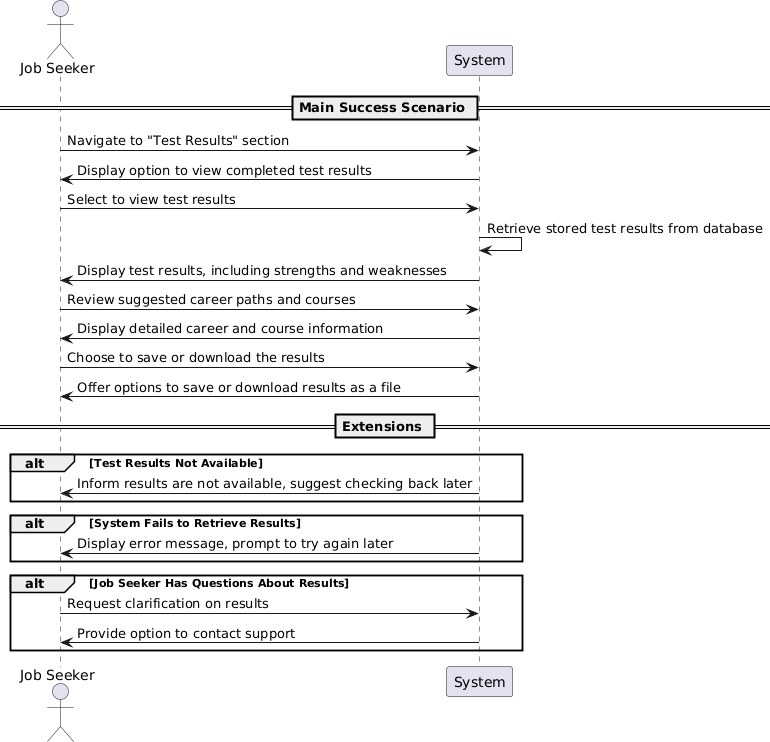 Job Seeker
System
Main Success Scenario
Navigate to "Test Results" section
Display option to view completed test results
Select to view test results
Retrieve stored test results from database
Display test results, including strengths and weaknesses
Review suggested career paths and courses
Display detailed career and course information
Choose to save or download the results
Offer options to save or download results as a file
Extensions
alt [Test Results Not Available]
Inform results are not available, suggest checking back later
alt [System Fails to Retrieve Results]
Display error message, prompt to try again later
alt [Job Seeker Has Questions About Results]
Request clarification on results
Provide option to contact support
Job Seeker
System